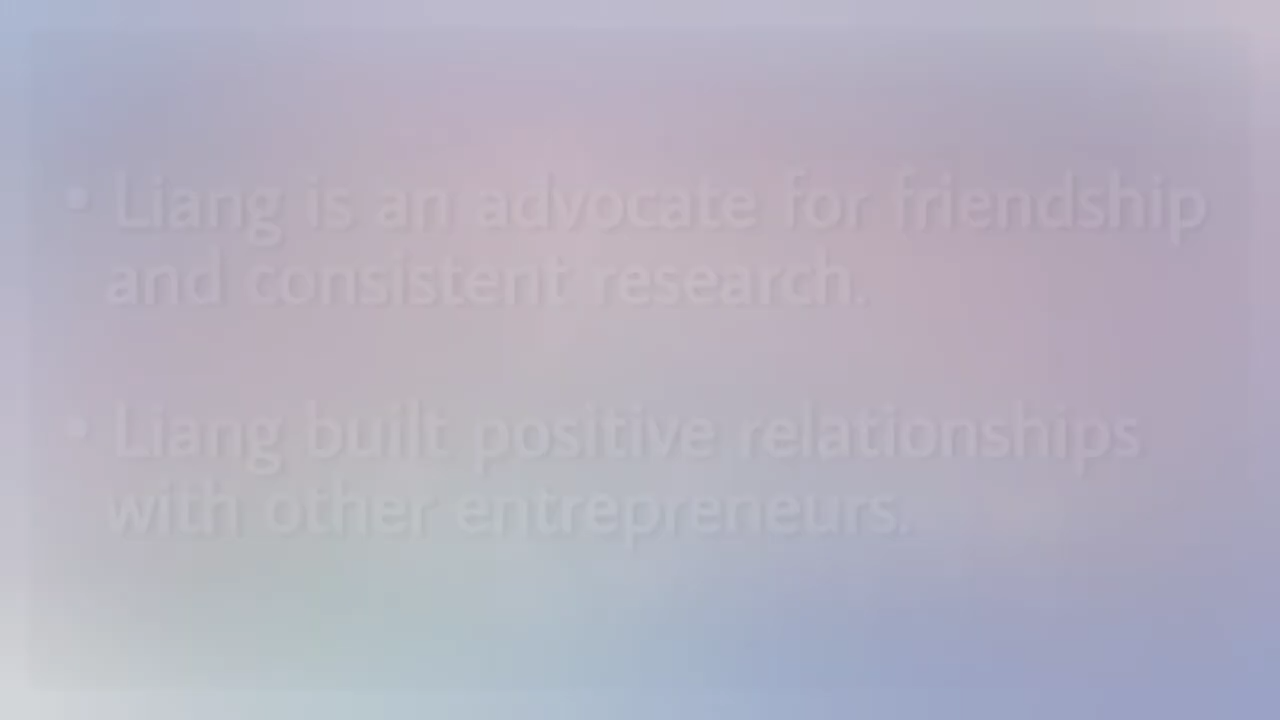 • Liang is an advocate for friendship
and consistent research.
• Liang built positive relationships
with other entrepreneurs.